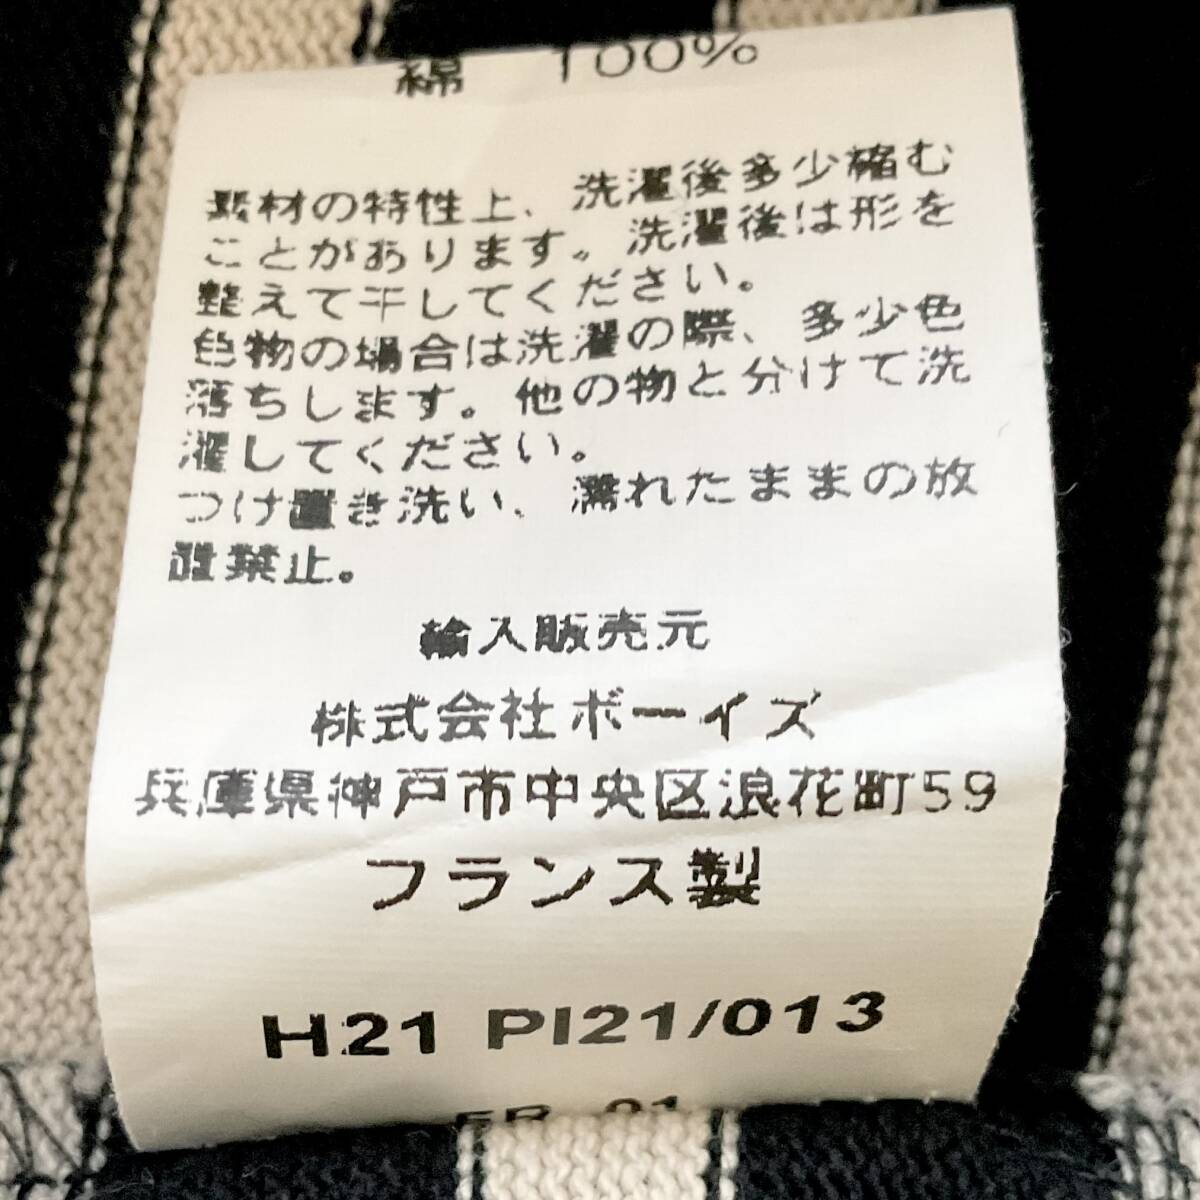 綿 100%
素材の特性上、洗濯後多少縮む
ことがあります。洗濯後は形を
整えて干してください。
色物の場合は洗濯の際、多少色
落ちします。他の物と分けて洗
濯してください。
つけ置き洗い、濡れたままの放
置禁止。
輸入販売元
株式会社ボーイズ
兵庫県神戸市中央区浪花町59
フランス製
H21 PI21/013